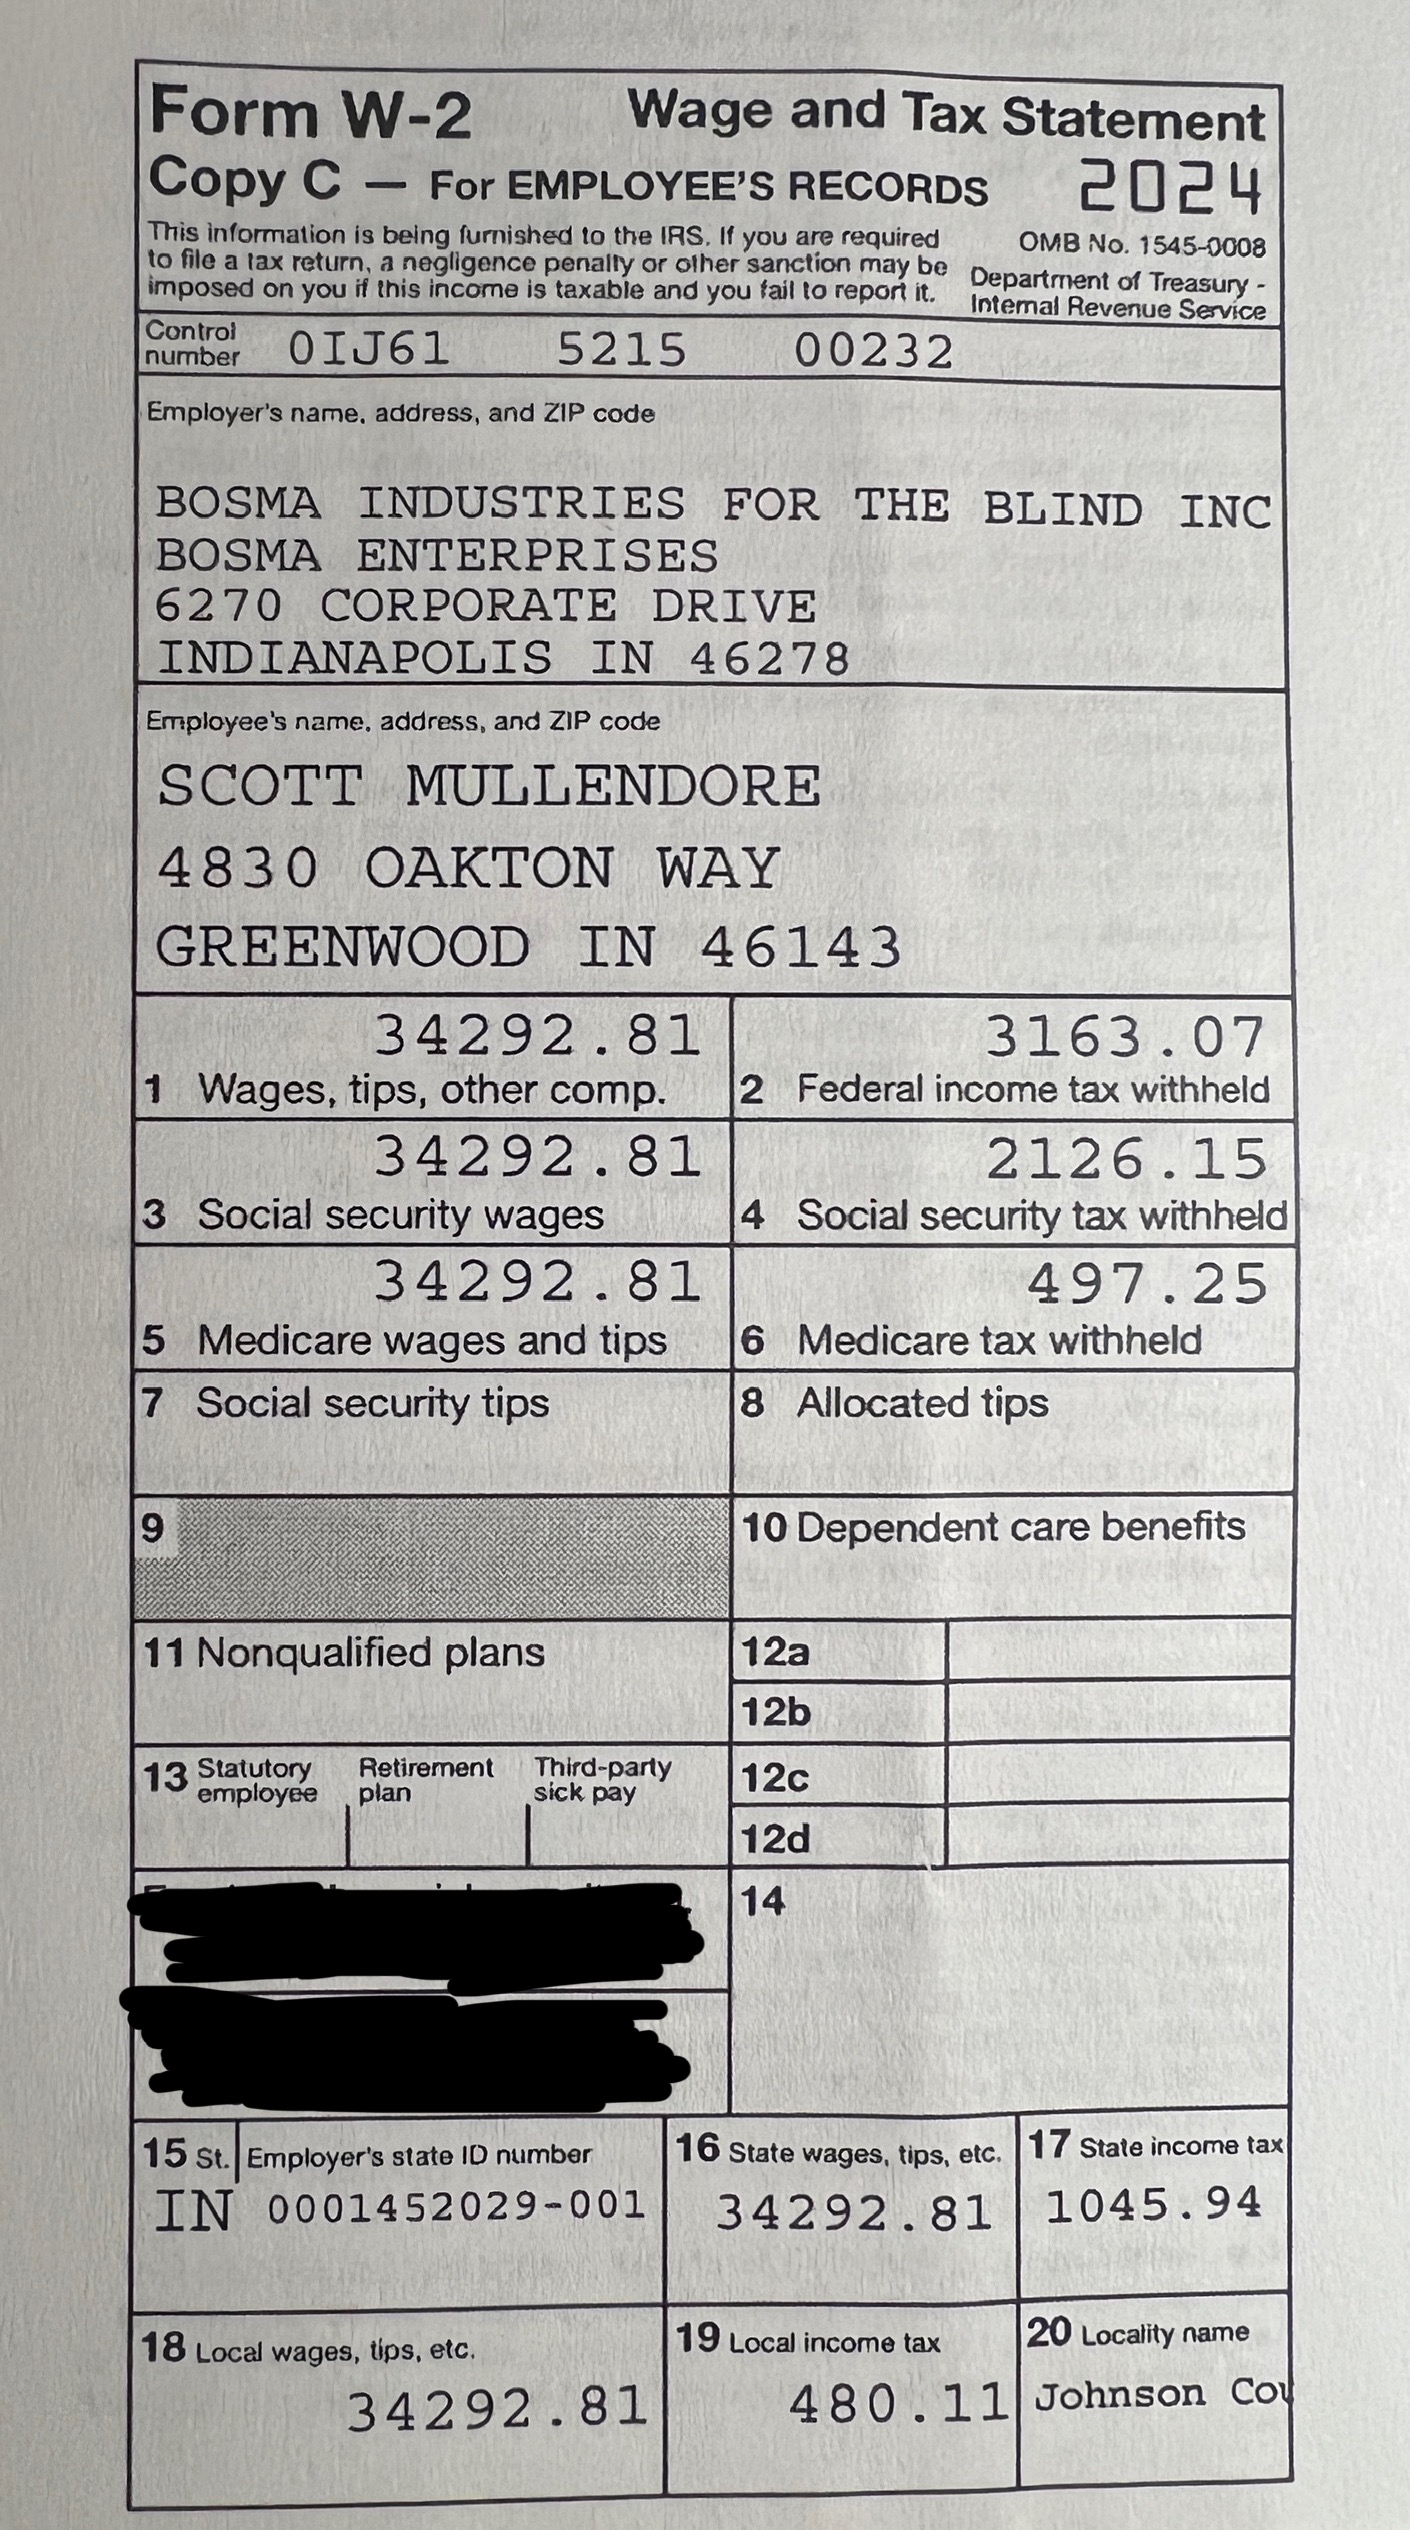 Form W-2 Wage and Tax Statement
Copy C — For EMPLOYEE'S RECORDS 2024
This information is being furnished to the IRS. If you are required
to file a tax return, a negligence penalty or other sanction may be
imposed on you if this income is taxable and you fail to report it.
OMB No. 1545-0008
Department of Treasury -
Internal Revenue Service
Control
number 0IJ61 5215 00232
Employer's name, address, and ZIP code
BOSMA INDUSTRIES FOR THE BLIND INC
BOSMA ENTERPRISES
6270 CORPORATE DRIVE
INDIANAPOLIS IN 46278
Employee's name, address, and ZIP code
SCOTT MULLENDORE
4830 OAKTON WAY
GREENWOOD IN 46143
34292.81 3163.07
1 Wages, tips, other comp. 2 Federal income tax withheld
34292.81 2126.15
3 Social security wages 4 Social security tax withheld
34292.81 497.25
5 Medicare wages and tips 6 Medicare tax withheld
7 Social security tips 8 Allocated tips
9 10 Dependent care benefits
11 Nonqualified plans 12a
12b
13 Statutory
employee Retirement
plan Third-party
sick pay 12c
12d
14
15 St. Employer's state ID number 16 State wages, tips, etc. 17 State income tax
IN 0001452029-001 34292.81 1045.94
18 Local wages, tips, etc. 19 Local income tax 20 Locality name
34292.81 480.11 Johnson Cou